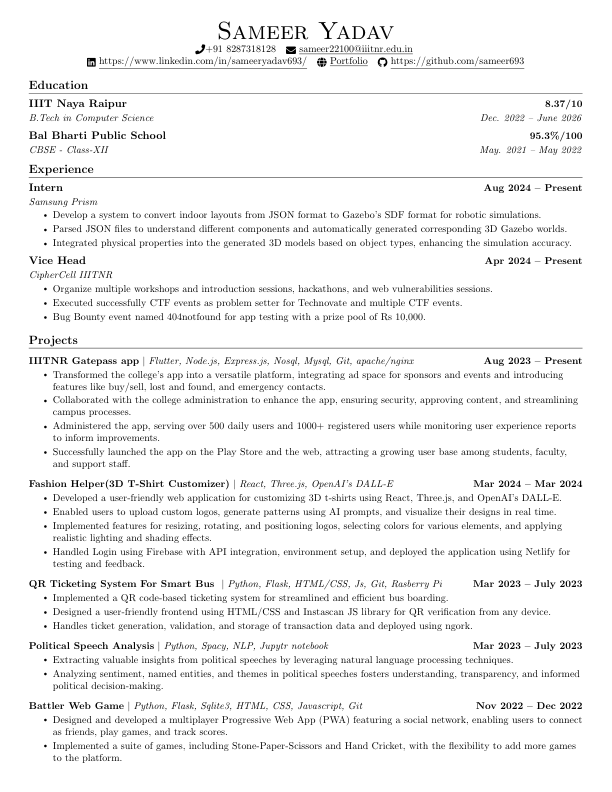 SAMEER YADAV
+91 8287318128 sameer22100@iiitnr.edu.in
https://www.linkedin.com/in/sameeryadav693/ Portfolio https://github.com/sameer693
Education
IIIT Naya Raipur 8.37/10
B.Tech in Computer Science Dec. 2022 – June 2026
Bal Bharti Public School 95.3%/100
CBSE - Class-XII May. 2021 – May 2022
Experience
Intern Aug 2024 – Present
Samsung Prism
• Develop a system to convert indoor layouts from JSON format to Gazebo's SDF format for robotic simulations.
• Parsed JSON files to understand different components and automatically generated corresponding 3D Gazebo worlds.
• Integrated physical properties into the generated 3D models based on object types, enhancing the simulation accuracy.
Vice Head Apr 2024 – Present
CipherCell IIITNR
• Organize multiple workshops and introduction sessions, hackathons, and web vulnerabilities sessions.
• Executed successfully CTF events as problem setter for Technovate and multiple CTF events.
• Bug Bounty event named 404notfound for app testing with a prize pool of Rs 10,000.
Projects
IIITNR Gatepass app | Flutter, Node.js, Express.js, Nosql, Mysql, Git, apache/nginx Aug 2023 – Present
• Transformed the college's app into a versatile platform, integrating ad space for sponsors and events and introducing
features like buy/sell, lost and found, and emergency contacts.
• Collaborated with the college administration to enhance the app, ensuring security, approving content, and streamlining
campus processes.
• Administered the app, serving over 500 daily users and 1000+ registered users while monitoring user experience reports
to inform improvements.
• Successfully launched the app on the Play Store and the web, attracting a growing user base among students, faculty,
and support staff.
Fashion Helper(3D T-Shirt Customizer) | React, Three.js, OpenAI's DALL-E Mar 2024 – Mar 2024
• Developed a user-friendly web application for customizing 3D t-shirts using React, Three.js, and OpenAI's DALL-E.
• Enabled users to upload custom logos, generate patterns using AI prompts, and visualize their designs in real time.
• Implemented features for resizing, rotating, and positioning logos, selecting colors for various elements, and applying
realistic lighting and shading effects.
• Handled Login using Firebase with API integration, environment setup, and deployed the application using Netlify for
testing and feedback.
QR Ticketing System For Smart Bus | Python, Flask, HTML/CSS, Js, Git, Rasberry Pi Mar 2023 – July 2023
• Implemented a QR code-based ticketing system for streamlined and efficient bus boarding.
• Designed a user-friendly frontend using HTML/CSS and Instascan JS library for QR verification from any device.
• Handles ticket generation, validation, and storage of transaction data and deployed using ngork.
Political Speech Analysis | Python, Spacy, NLP, Jupytr notebook Mar 2023 – July 2023
• Extracting valuable insights from political speeches by leveraging natural language processing techniques.
• Analyzing sentiment, named entities, and themes in political speeches fosters understanding, transparency, and informed
political decision-making.
Battler Web Game | Python, Flask, Sqlite3, HTML, CSS, Javascript, Git Nov 2022 – Dec 2022
• Designed and developed a multiplayer Progressive Web App (PWA) featuring a social network, enabling users to connect
as friends, play games, and track scores.
• Implemented a suite of games, including Stone-Paper-Scissors and Hand Cricket, with the flexibility to add more games
to the platform.